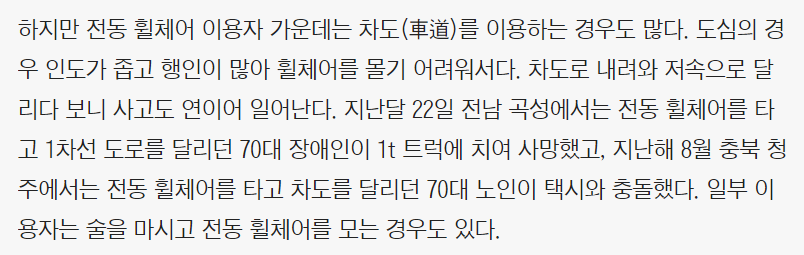 하지만 전동 휠체어 이용자 가운데는 차도(車道)를 이용하는 경우도 많다. 도심의 경
우 인도가 좁고 행인이 많아 휠체어를 몰기 어려워서다. 차도로 내려와 저속으로 달
리다 보니 사고도 연이어 일어난다. 지난달 22일 전남 곡성에서는 전동 휠체어를 타
고 1차선 도로를 달리던 70대 장애인이 1t 트럭에 치여 사망했고, 지난해 8월 충북 청
주에서는 전동 휠체어를 타고 차도를 달리던 70대 노인이 택시와 충돌했다. 일부 이
용자는 술을 마시고 전동 휠체어를 모는 경우도 있다.